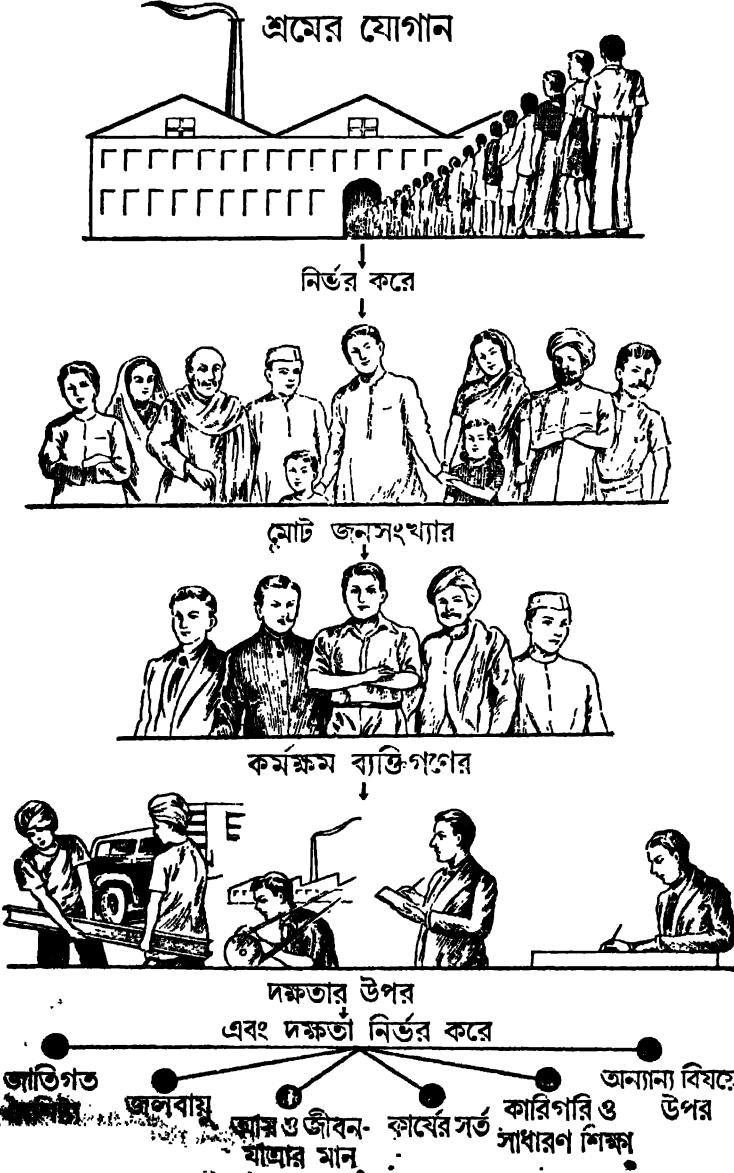 শ্রমের যোগান
নির্ভর করে
মোট জনসংখ্যার
কর্মক্ষম ব্যক্তিগণের
দক্ষতার উপর
এবং দক্ষতা নির্ভর করে
জাতিগত
জলবায়ু
আয় ও জীবন-
যাত্রার মান
কার্যের সর্ত
কারিগরি ও
সাধারণ শিক্ষা
অন্যান্য বিষয়ের
উপর